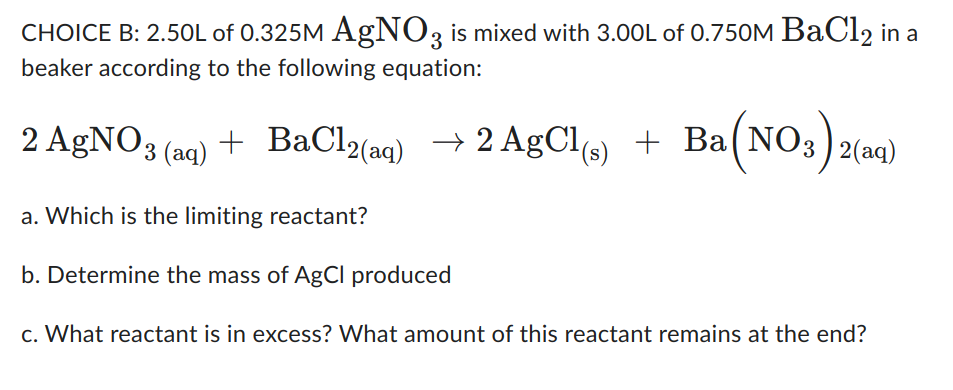 CHOICE B: 2.50L of 0.325M AgNO₃ is mixed with 3.00L of 0.750M BaCl₂ in a
beaker according to the following equation:
2 AgNO₃ (aq) + BaCl₂(aq) → 2 AgCl(s) + Ba(NO₃)₂(aq)
a. Which is the limiting reactant?
b. Determine the mass of AgCl produced
c. What reactant is in excess? What amount of this reactant remains at the end?